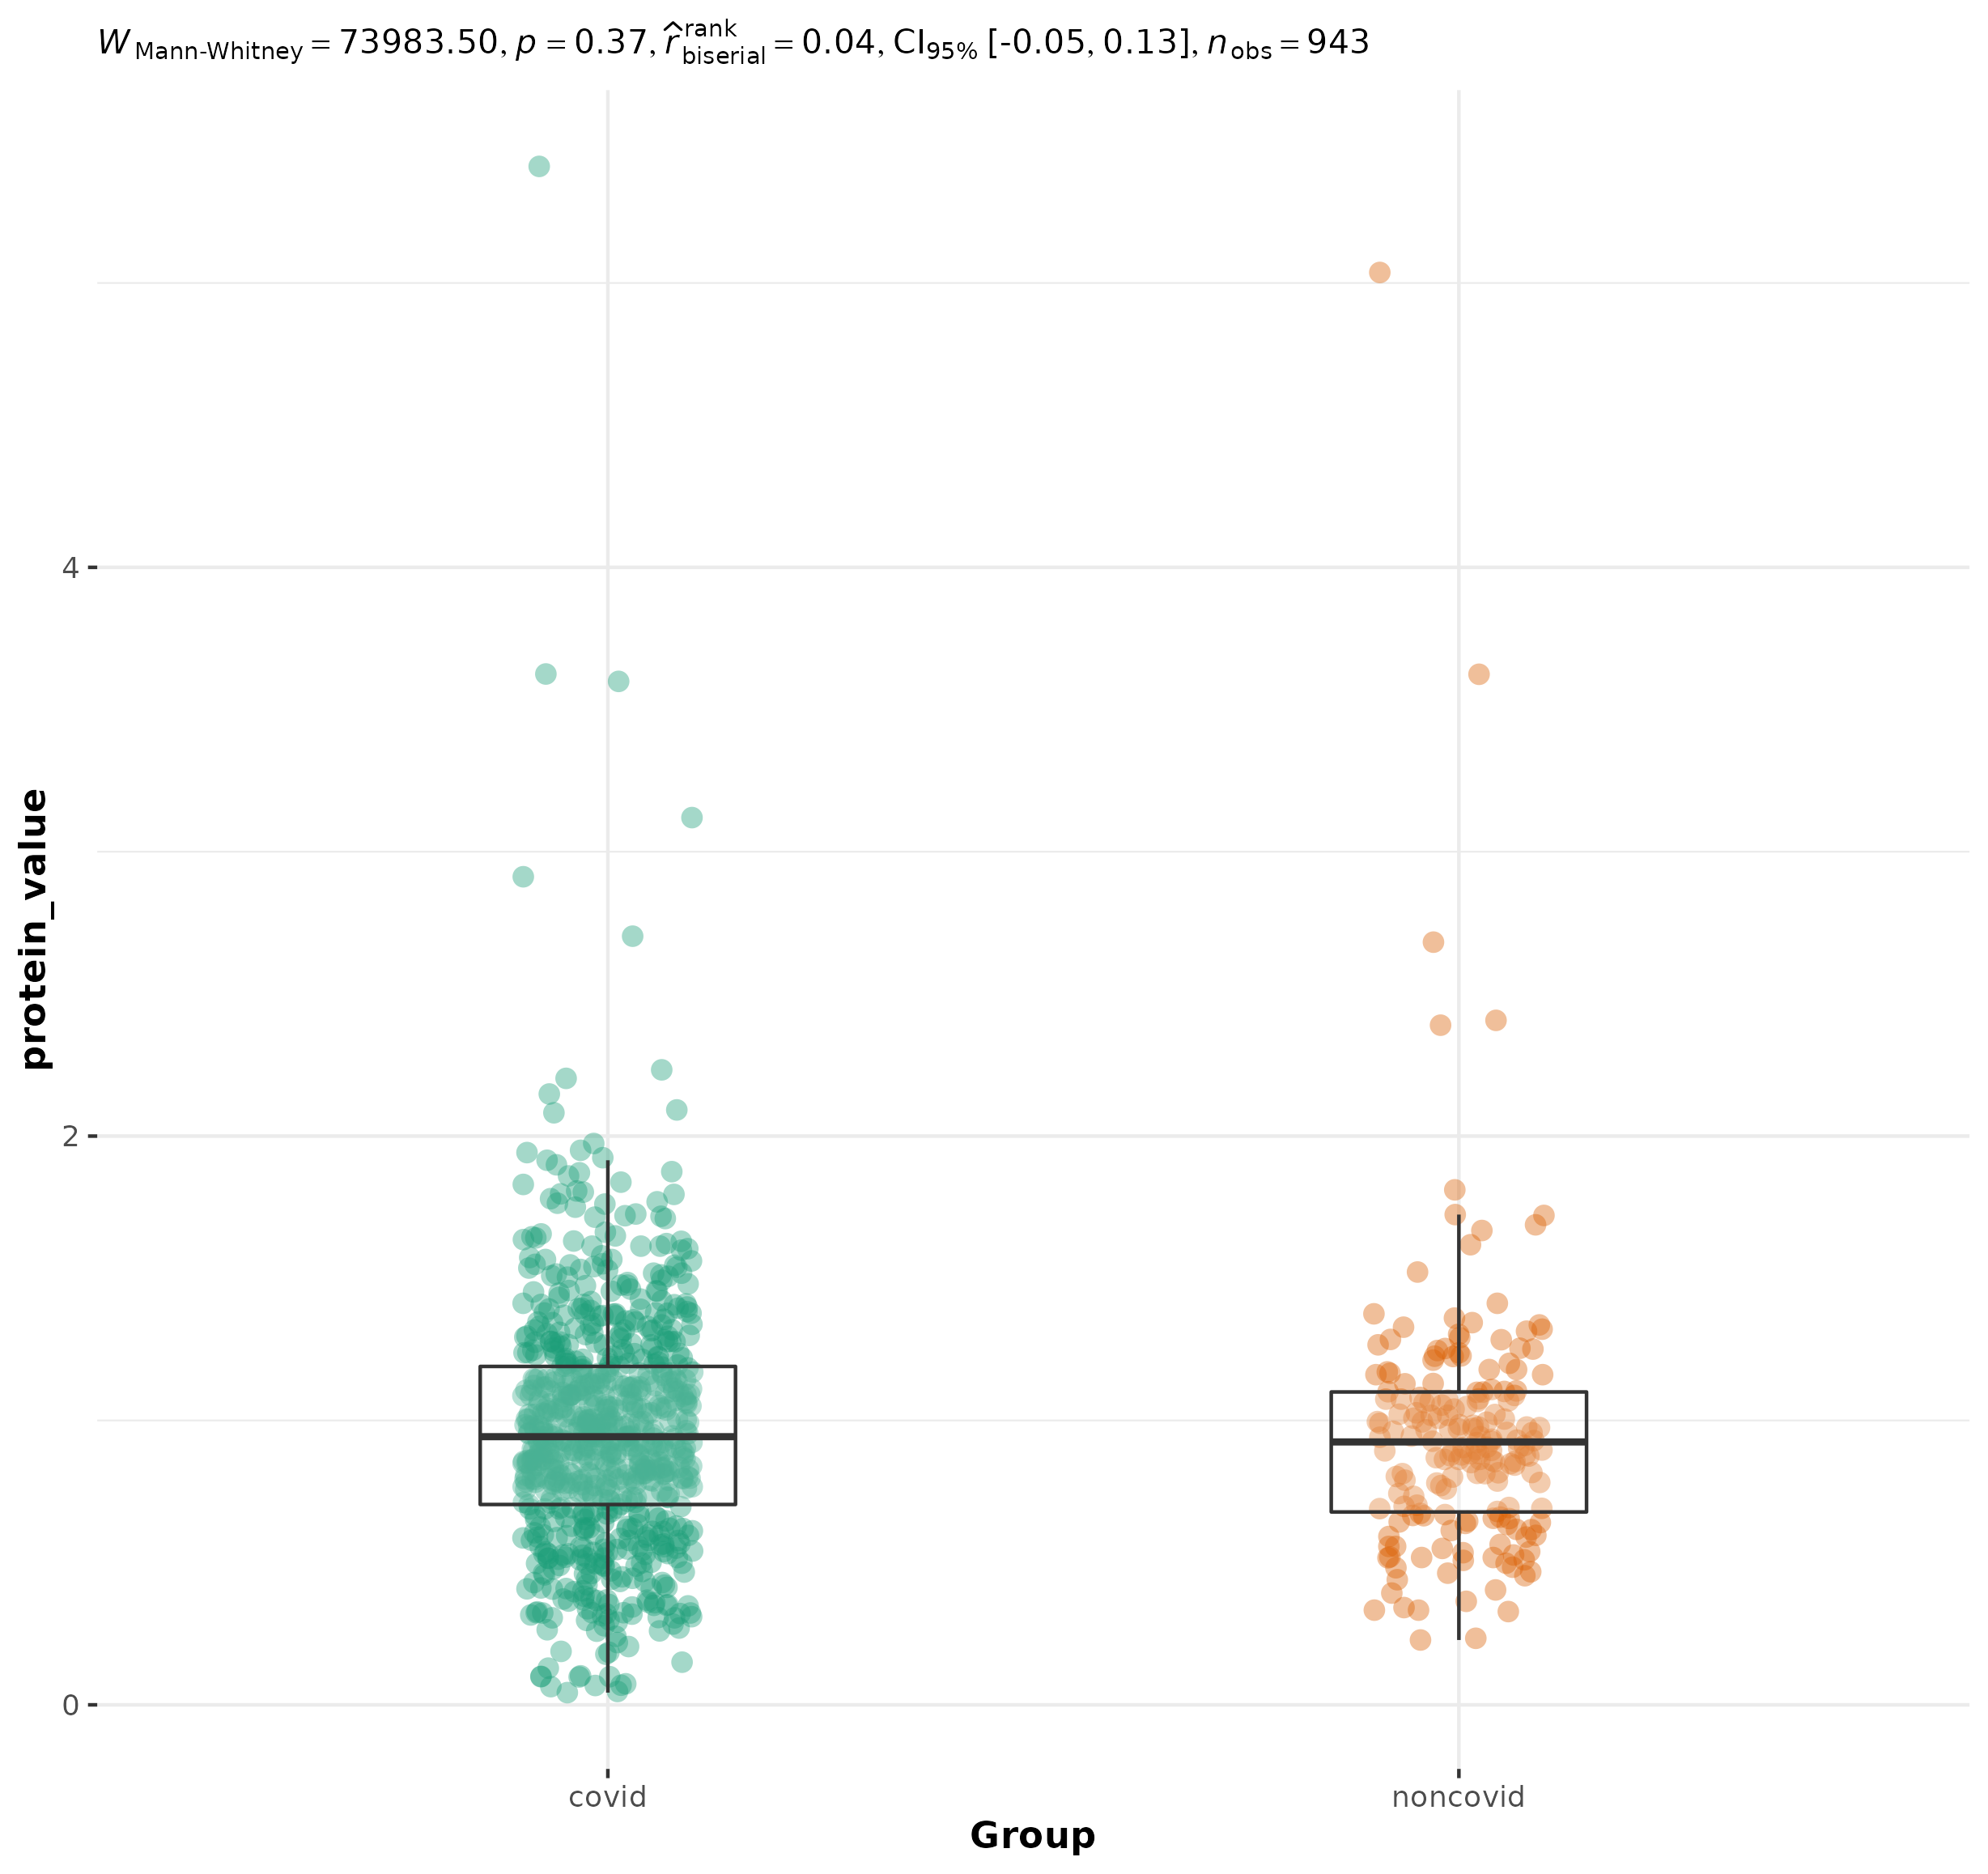 W Mann-Whitney = 73983.50, p = 0.37, r̂ rank biserial = 0.04, CI95% [-0.05, 0.13], n obs = 943
protein_value
4
2
0
covid noncovid
Group